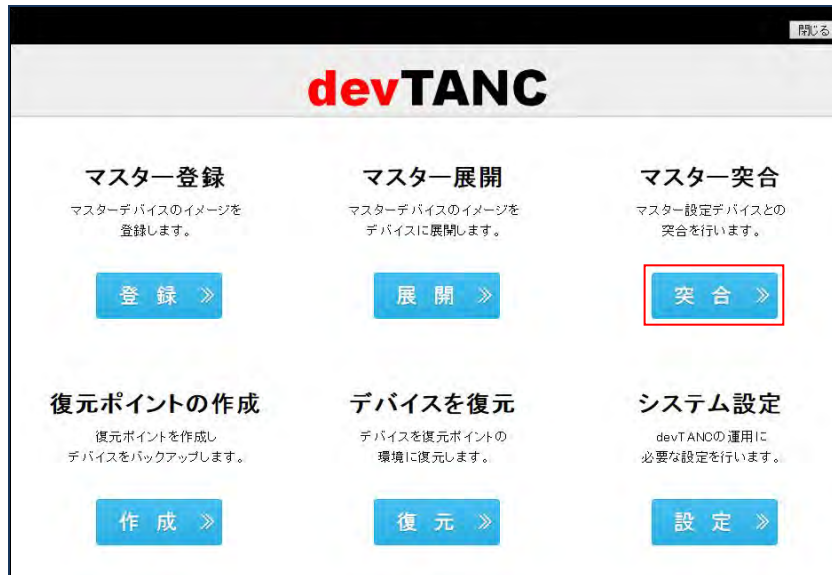 閉じる
devTANC
マスター登録
マスターデバイスのイメージを
登録します。
登 録 »
マスター展開
マスターデバイスのイメージを
デバイスに展開します。
展 開 »
マスター突合
マスター設定デバイスとの
突合を行います。
突 合 »
復元ポイントの作成
復元ポイントを作成し
デバイスをバックアップします。
作 成 »
デバイスを復元
デバイスを復元ポイントの
環境に復元します。
復 元 »
システム設定
devTANCの運用に
必要な設定を行います。
設 定 »